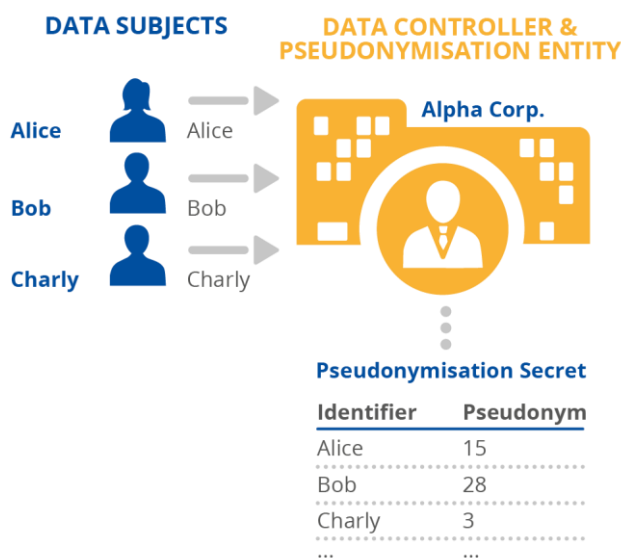 DATA SUBJECTS
DATA CONTROLLER &
PSEUDONYMISATION ENTITY
Alpha Corp.
Alice
Alice
Bob
Bob
Charly
Charly
Pseudonymisation Secret
Identifier Pseudonym
Alice 15
Bob 28
Charly 3
... ...